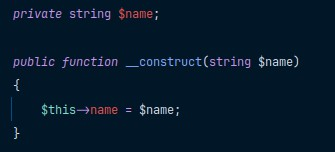 private string $name;
public function __construct(string $name)
{
$this->name = $name;
}